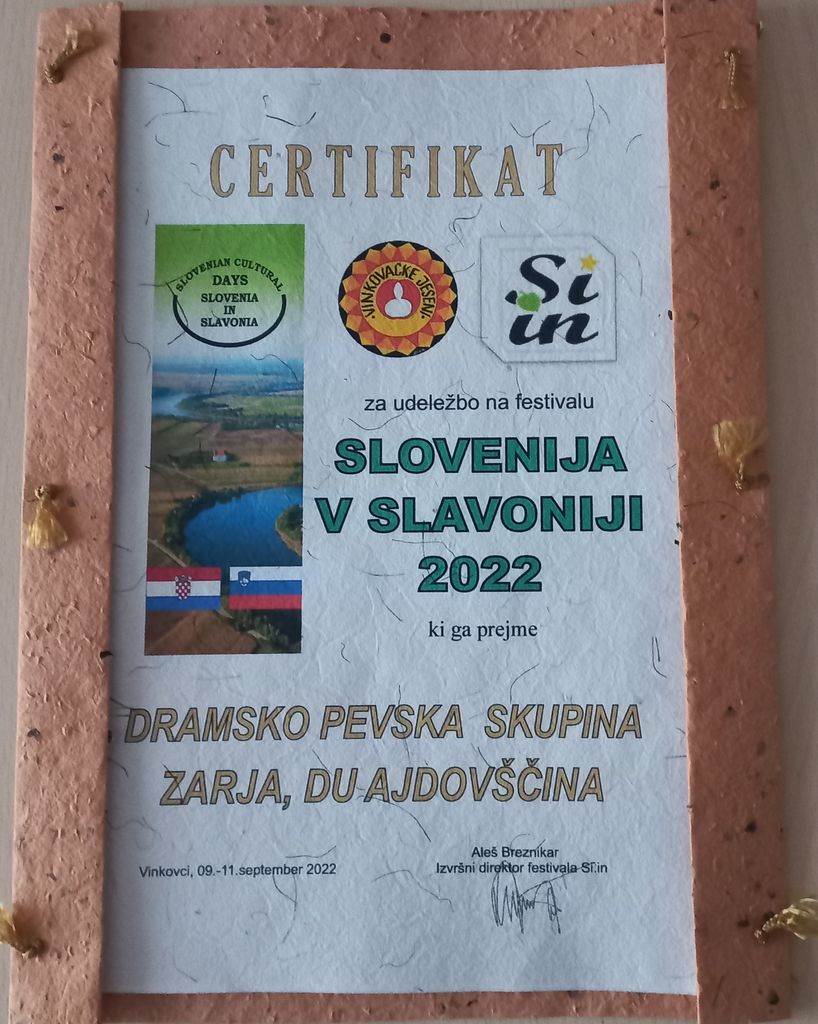 CERTIFIKAT
SLOVENIAN CULTURAL
DAYS
SLOVENIA
IN
SLAVONIA
VINKOVAČKE JESENI
Si
in
za udeležbo na festivalu
SLOVENIJA
V SLAVONIJI
2022
ki ga prejme
DRAMSKO PEVSKA SKUPINA
ZARJA, DU AJDOVŠČINA
Vinkovci, 09.-11.september 2022
Aleš Breznikar
Izvršni direktor festivala Si.in